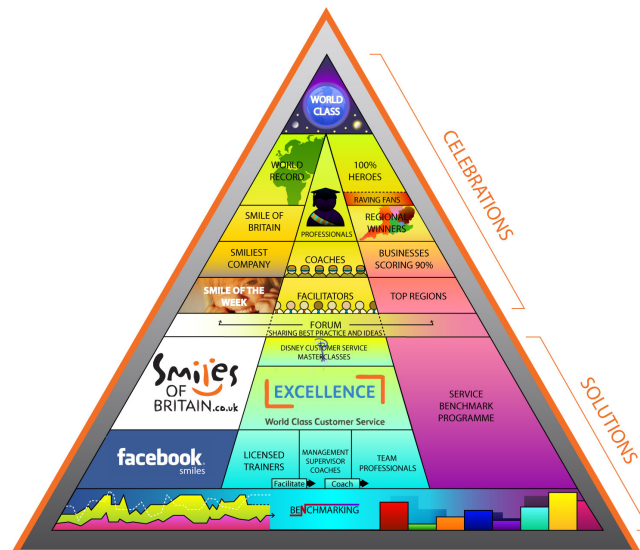 WORLD
CLASS
CELEBRATIONS
WORLD
RECORD
100%
HEROES
RAVING FANS
SMILE OF
BRITAIN
PROFESSIONALS
REGIONAL
WINNERS
SMILIEST
COMPANY
COACHES
BUSINESSES
SCORING 90%
SMILE OF THE
WEEK
FACILITATORS
TOP REGIONS
FORUM
SHARING BEST PRACTICE AND IDEAS
SOLUTIONS
DISNEY CUSTOMER SERVICE
MASTERCLASSES
Smiles
OF
BRITAIN.co.uk
EXCELLENCE
World Class Customer Service
SERVICE
BENCHMARK
PROGRAMME
facebook
smiles
LICENSED
TRAINERS
MANAGEMENT
SUPERVISOR
COACHES
TEAM
PROFESSIONALS
Facilitate
Coach
BENCHMARKING